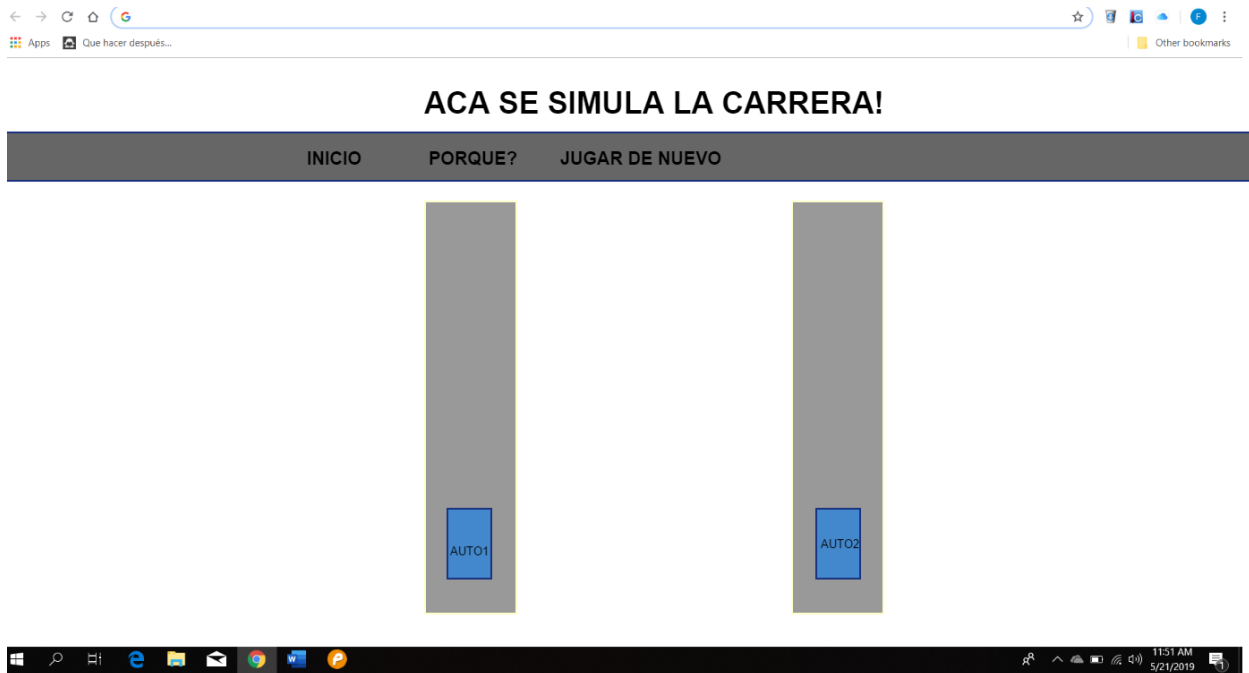 Apps Que hacer después... Other bookmarks
ACA SE SIMULA LA CARRERA!
INICIO PORQUE? JUGAR DE NUEVO
AUTO1 AUTO2
11:51 AM
5/21/2019